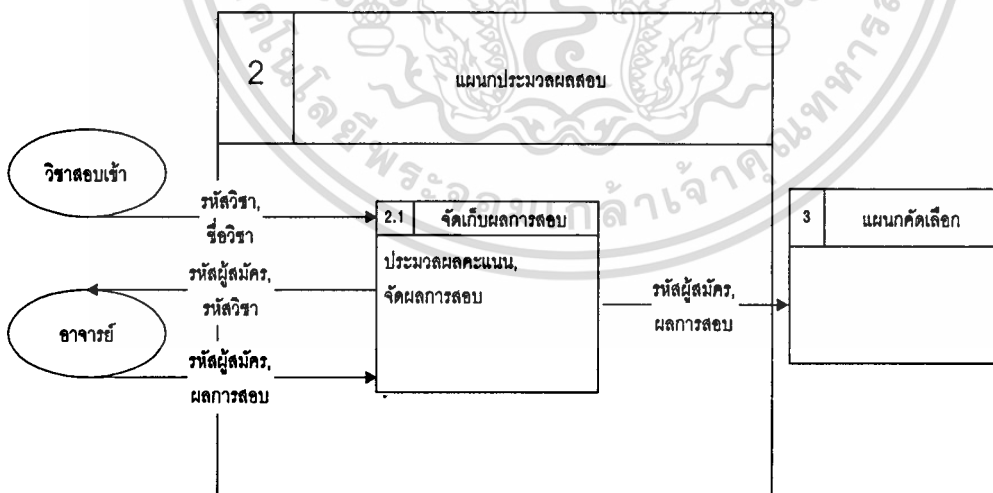 2
แผนกประมวลผลสอบ
วิชาสอบเข้า
รหัสวิชา,
ชื่อวิชา
2.1 จัดเก็บผลการสอบ
ประมวลผลคะแนน,
จัดผลการสอบ
3 แผนกคัดเลือก
รหัสผู้สมัคร,
รหัสวิชา
อาจารย์
รหัสผู้สมัคร,
ผลการสอบ
รหัสผู้สมัคร,
ผลการสอบ